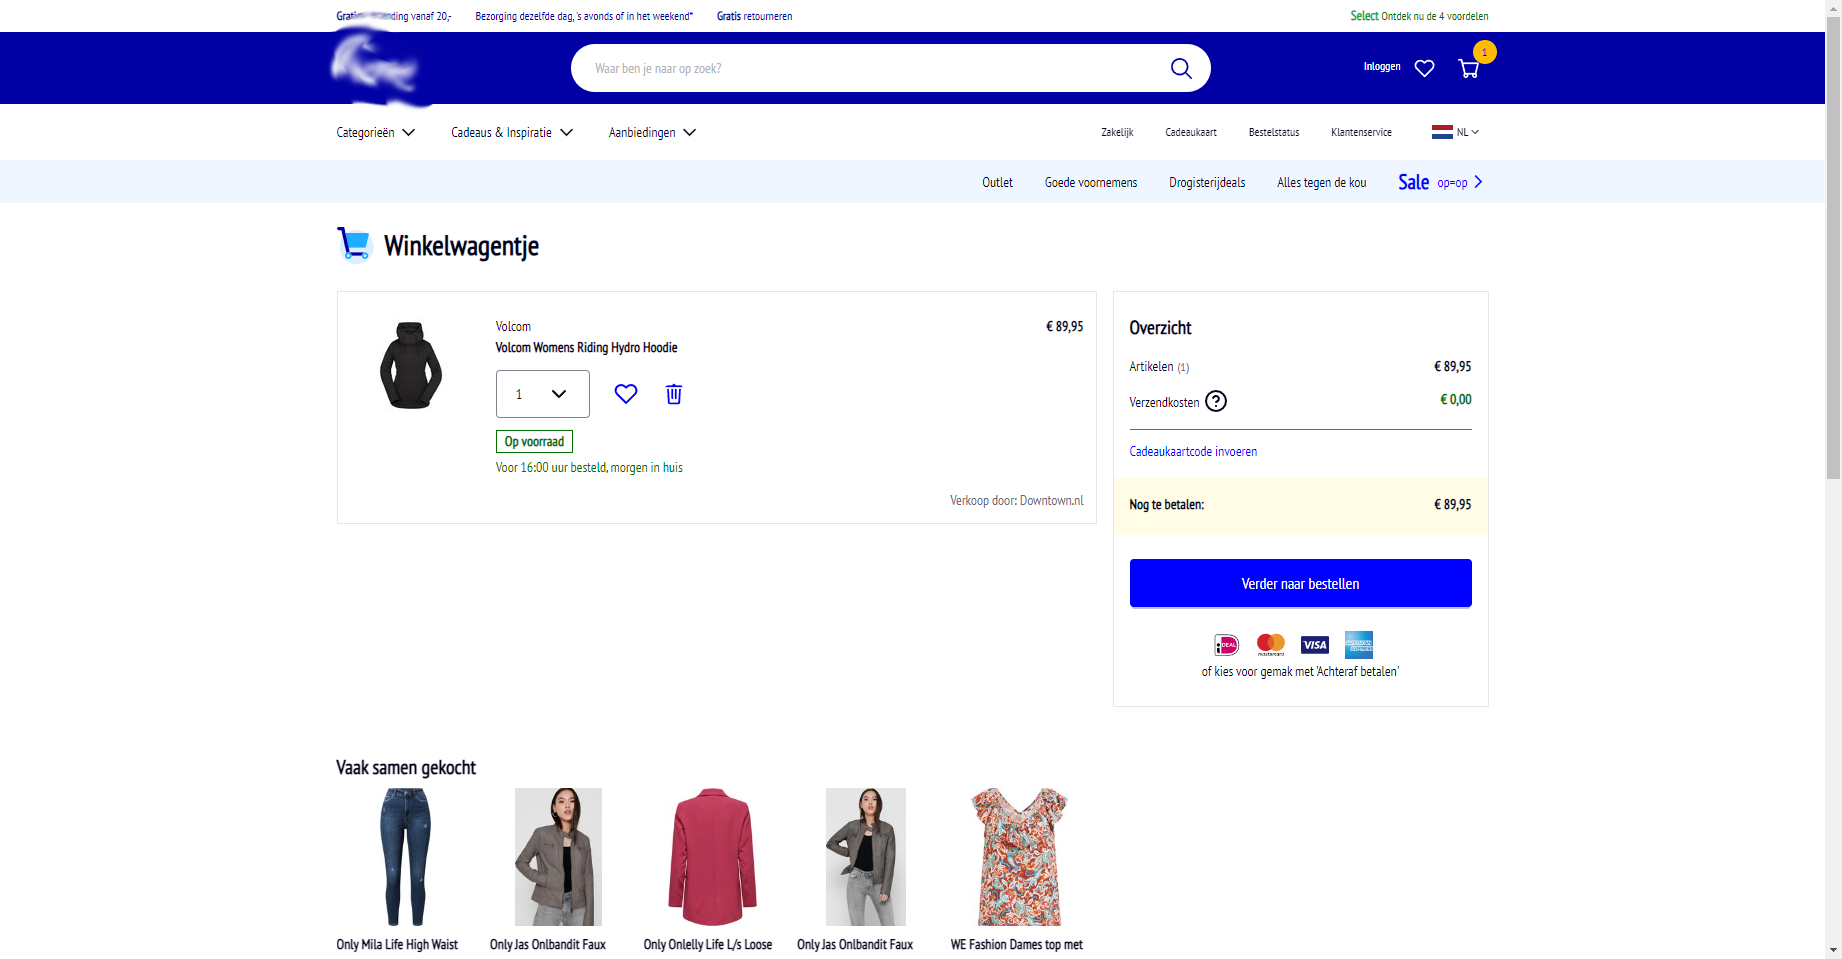 Gratis verzending vanaf 20,-
Bezorging dezelfde dag, 's avonds of in het weekend*
Gratis retourneren
Select Ontdek nu de 4 voordelen
Waar ben je naar op zoek?
Inloggen
1
Categorieën
Cadeaus & Inspiratie
Aanbiedingen
Zakelijk
Cadeaukaart
Bestelstatus
Klantenservice
NL
Outlet
Goede voornemens
Drogisterijdeals
Alles tegen de kou
Sale op=op
Winkelwagentje
Volcom
€ 89,95
Volcom Womens Riding Hydro Hoodie
1
Op voorraad
Voor 16:00 uur besteld, morgen in huis
Verkoop door: Downtown.nl
Overzicht
Artikelen (1) € 89,95
Verzendkosten ? € 0,00
Cadeaukaartcode invoeren
Nog te betalen: € 89,95
Verder naar bestellen
iDEAL
mastercard
VISA
AMERICAN EXPRESS
of kies voor gemak met 'Achteraf betalen'
Vaak samen gekocht
Only Mila Life High Waist
Only Jas Onlbandit Faux
Only Onlelly Life L/s Loose
Only Jas Onlbandit Faux
WE Fashion Dames top met